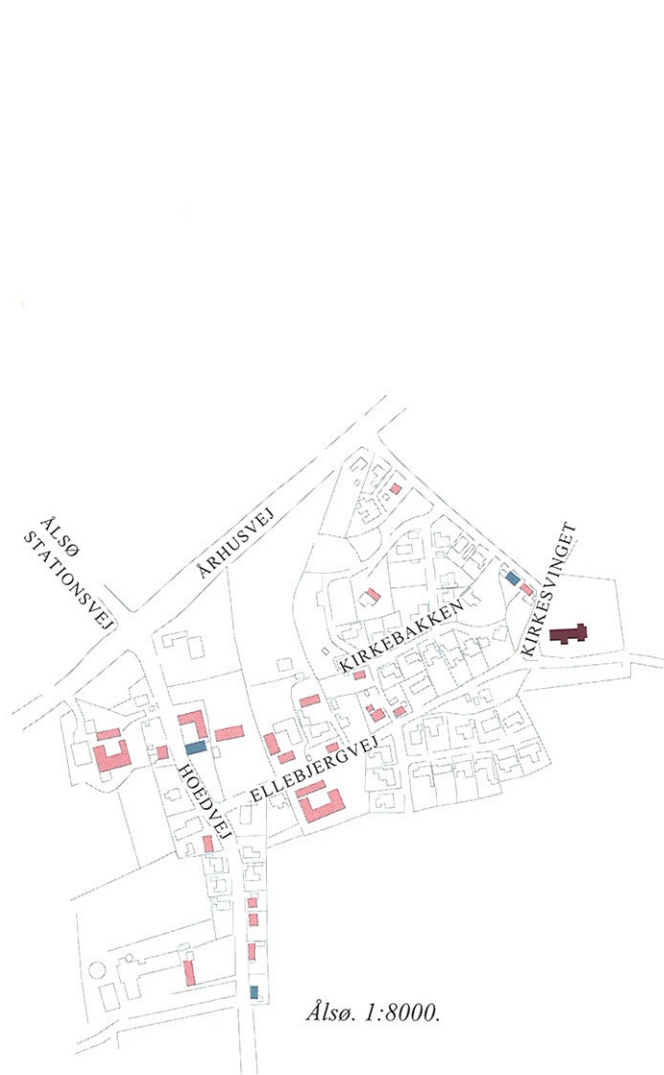 ÅLSØ
STATIONSVEJ
ÅRHUSVEJ
KIRKESVINGET
KIRKEBAKKEN
ELLEBJERGVEJ
HOEDVEJ
Ålsø. 1:8000.